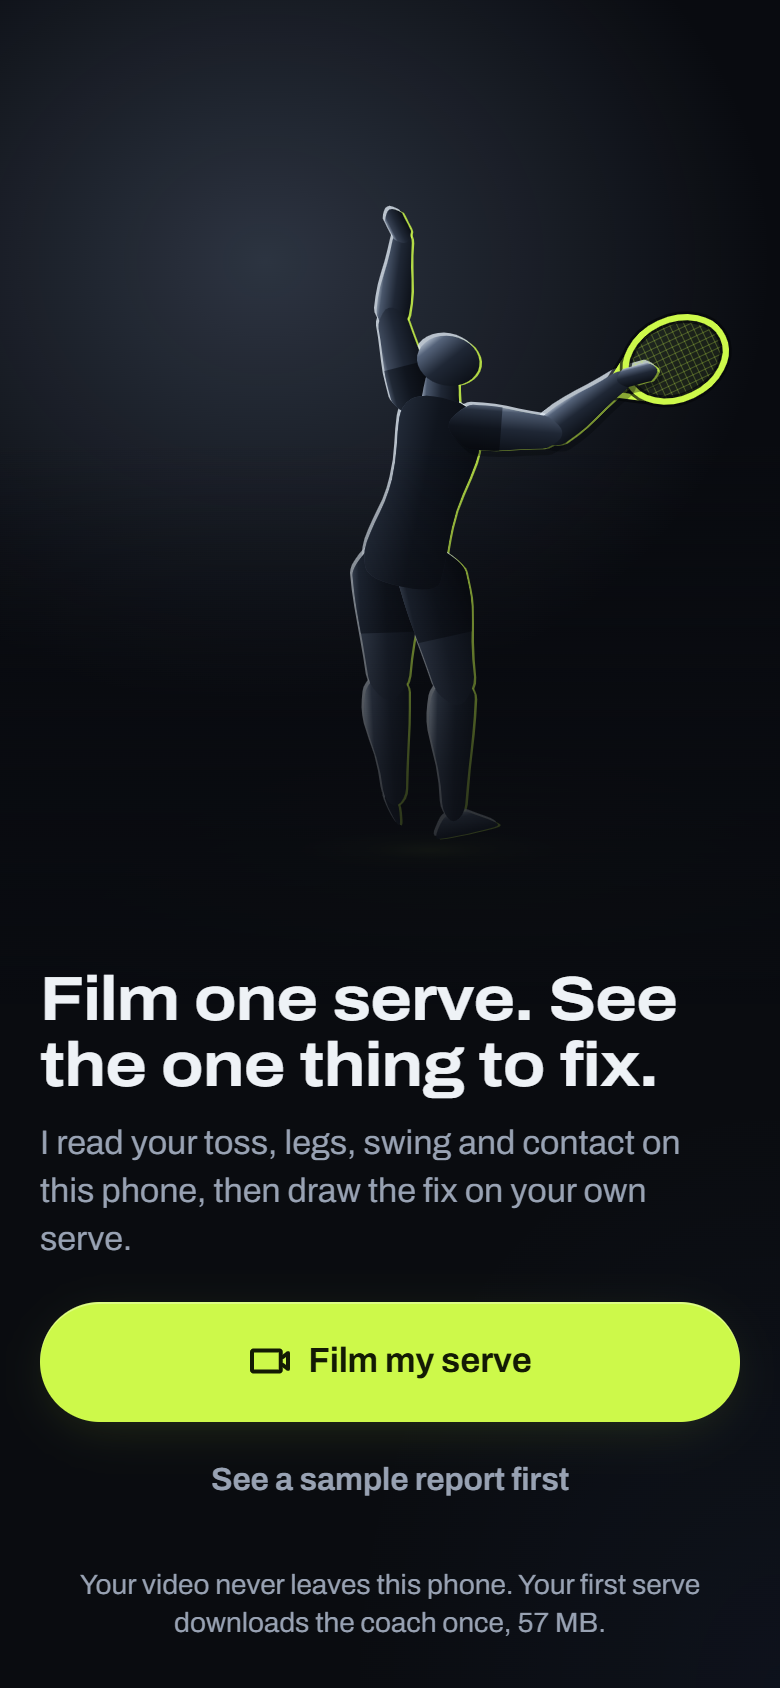 Film one serve. See
the one thing to fix.
I read your toss, legs, swing and contact on
this phone, then draw the fix on your own
serve.
Film my serve
See a sample report first
Your video never leaves this phone. Your first serve
downloads the coach once, 57 MB.